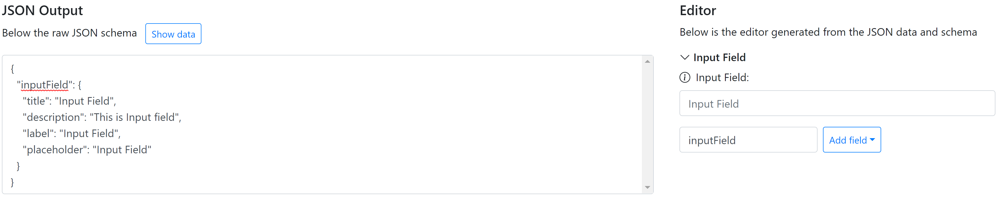 JSON Output
Below the raw JSON schema
Show data
{
"inputField": {
"title": "Input Field",
"description": "This is Input field",
"label": "Input Field",
"placeholder": "Input Field"
}
}
Editor
Below is the editor generated from the JSON data and schema
Input Field
Input Field:
Input Field
inputField
Add field